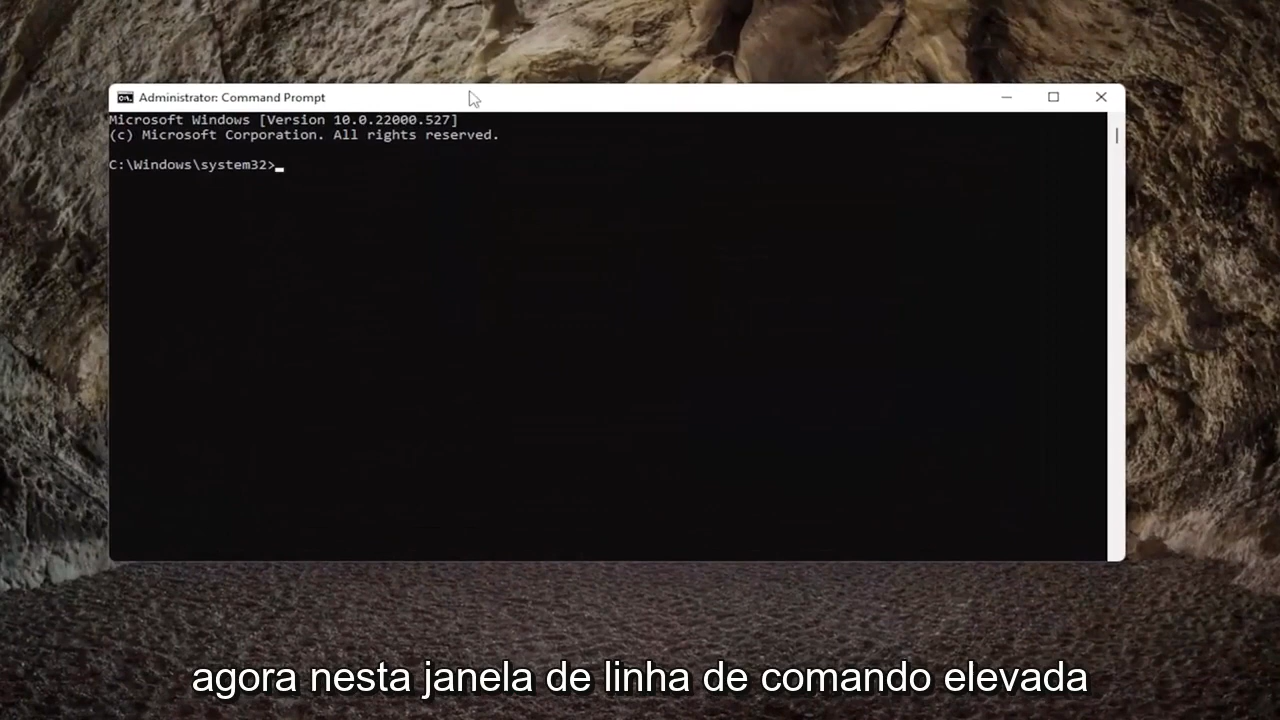 Administrator: Command Prompt
Microsoft Windows [Version 10.0.22000.527]
(c) Microsoft Corporation. All rights reserved.
C:\Windows\system32>
agora nesta janela de linha de comando elevada